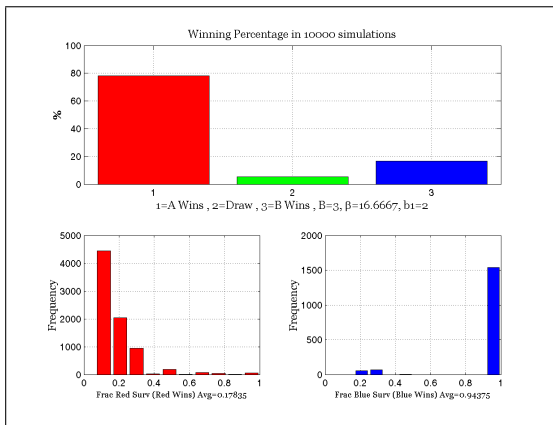 Winning Percentage in 10000 simulations
100
80
60
40
20
0
%
1 2 3
1=A Wins , 2=Draw , 3=B Wins , B=3, β=16.6667, b1=2
5000
4000
3000
2000
1000
0
Frequency
0 0.2 0.4 0.6 0.8 1
Frac Red Surv (Red Wins) Avg=0.17835
2000
1500
1000
500
0
Frequency
0 0.2 0.4 0.6 0.8 1
Frac Blue Surv (Blue Wins) Avg=0.94375